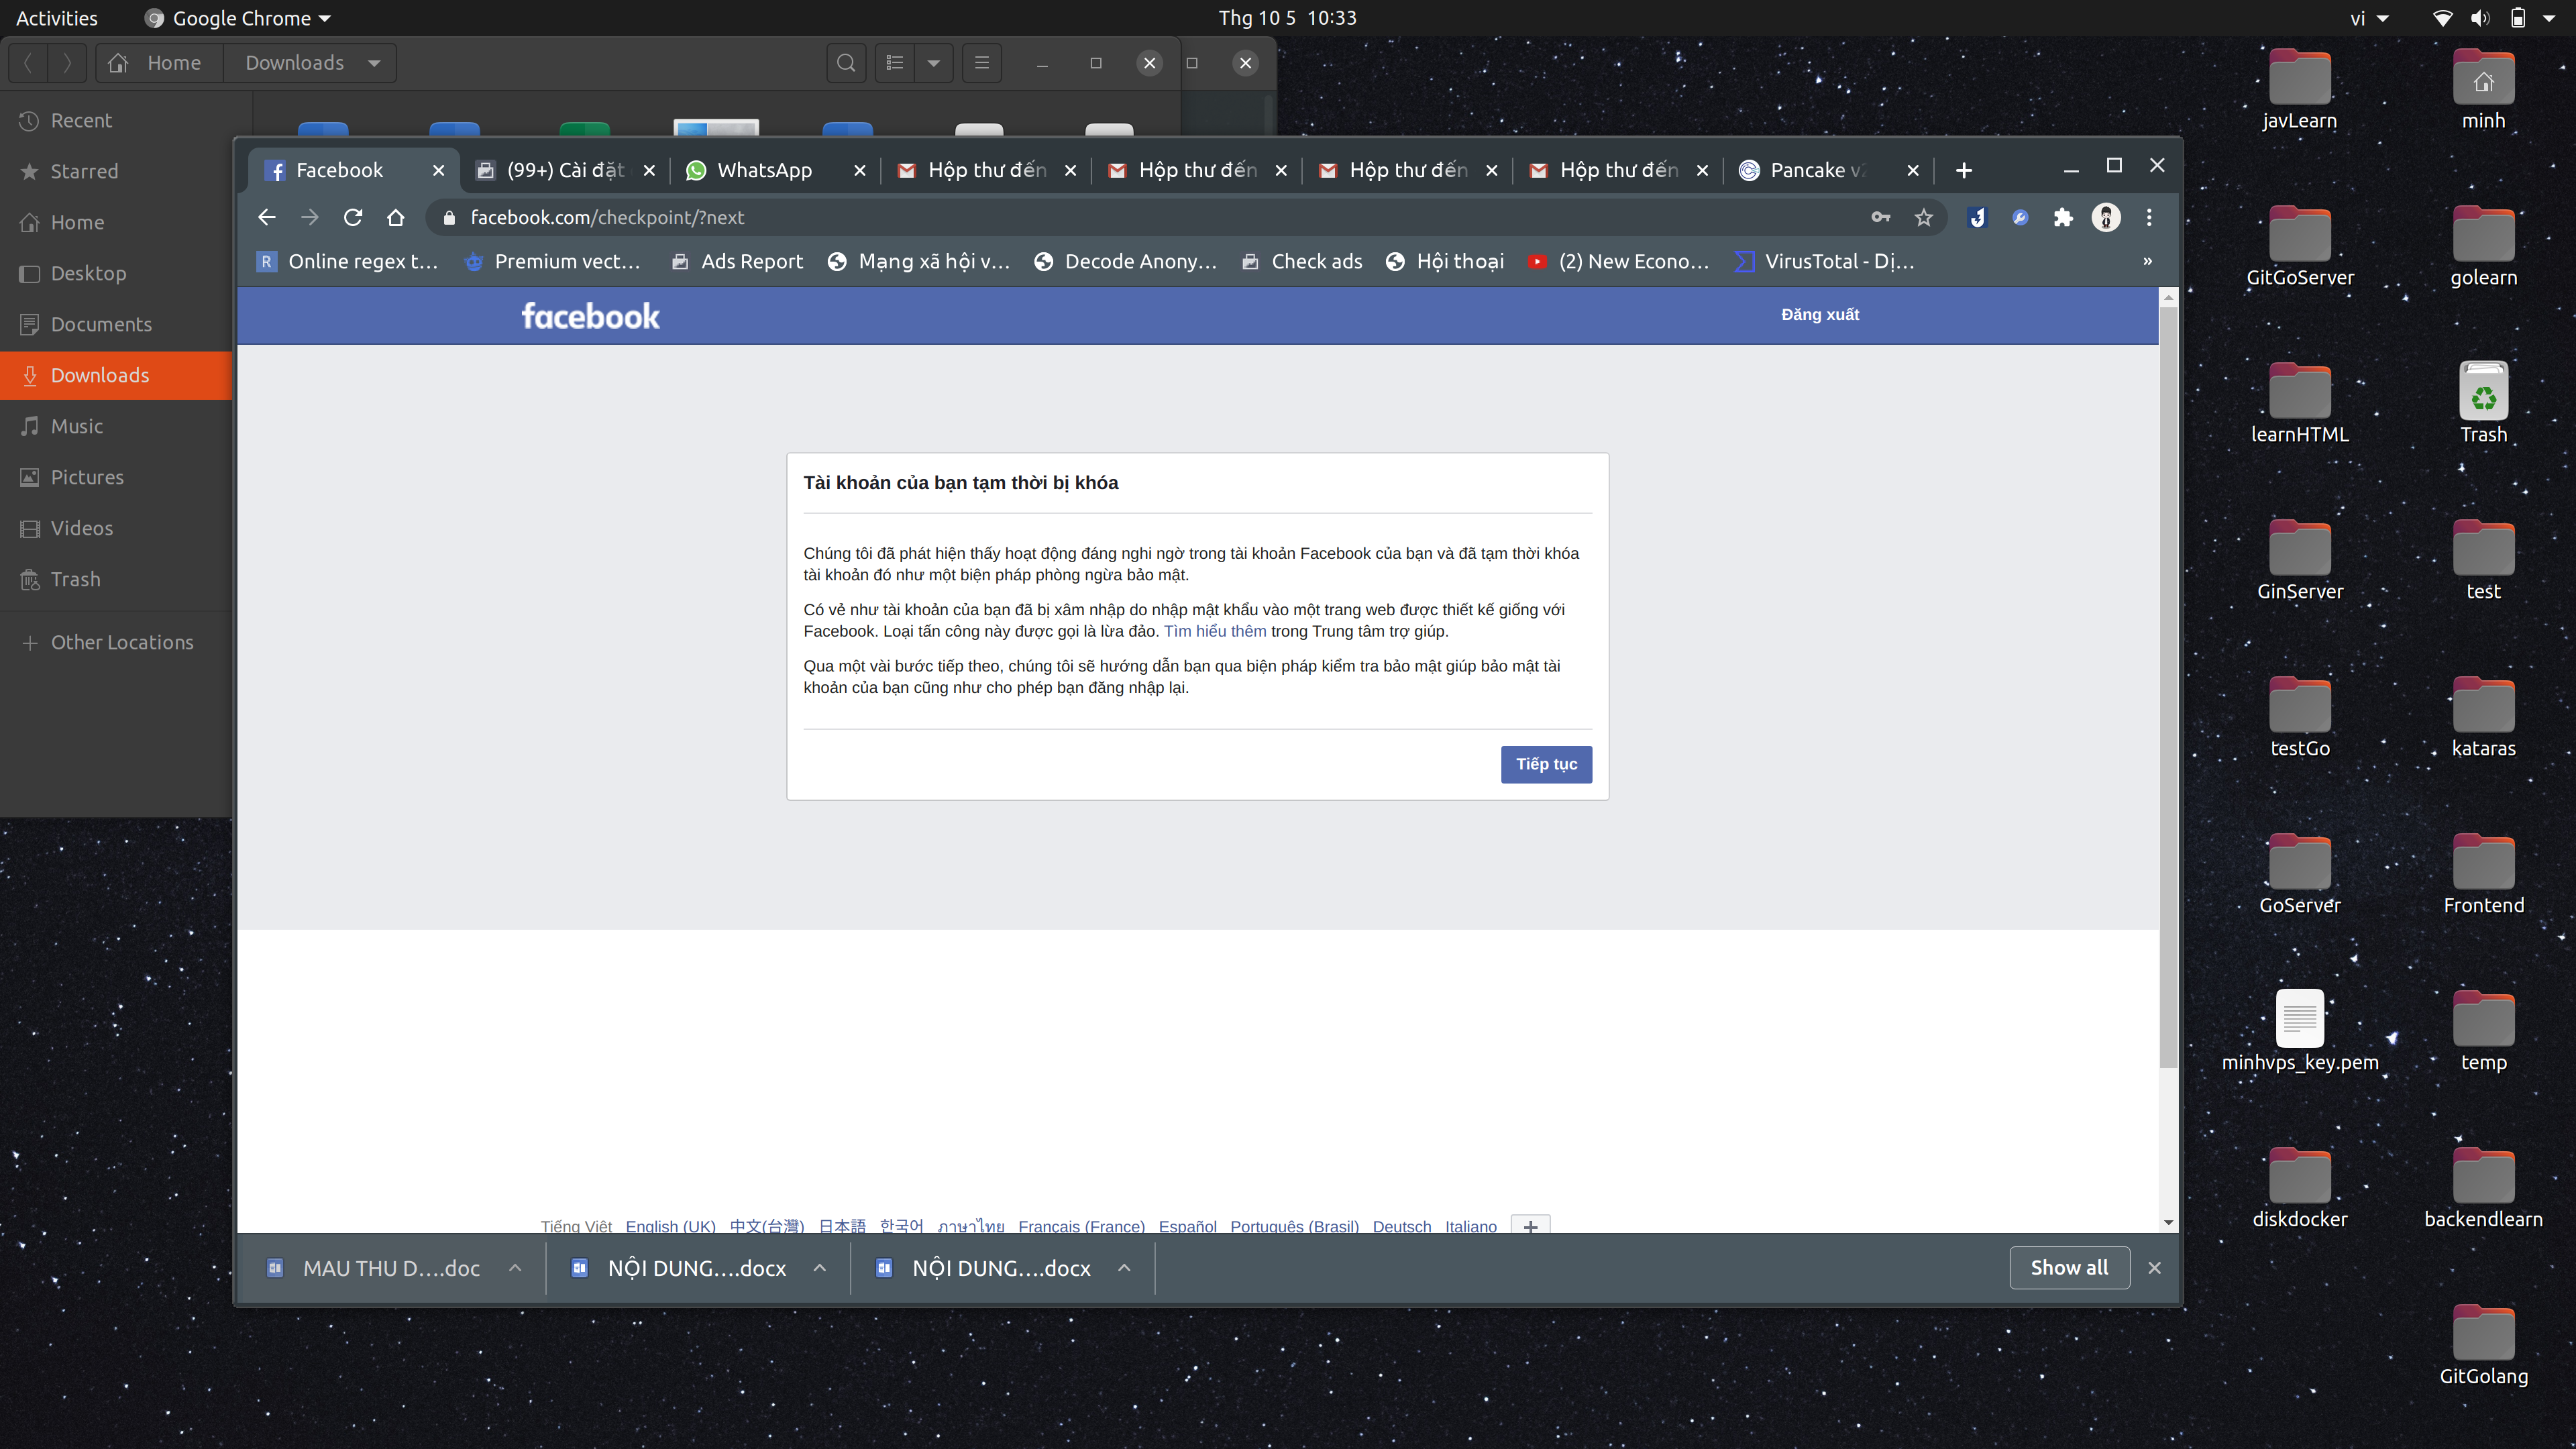 Activities
Google Chrome
Thg 10 5 10:33
vi
Home
Downloads
Recent
Starred
Home
Desktop
Documents
Downloads
Music
Pictures
Videos
Trash
Other Locations
Facebook
(99+) Cài đặt
WhatsApp
Hộp thư đến
Hộp thư đến
Hộp thư đến
Hộp thư đến
Pancake v2
facebook.com/checkpoint/?next
R
Online regex t...
Premium vect...
Ads Report
Mạng xã hội v...
Decode Anony...
Check ads
Hội thoại
(2) New Econo...
VirusTotal - Dị...
»
facebook
Đăng xuất
Tài khoản của bạn tạm thời bị khóa
Chúng tôi đã phát hiện thấy hoạt động đáng nghi ngờ trong tài khoản Facebook của bạn và đã tạm thời khóa
tài khoản đó như một biện pháp phòng ngừa bảo mật.
Có vẻ như tài khoản của bạn đã bị xâm nhập do nhập mật khẩu vào một trang web được thiết kế giống với
Facebook. Loại tấn công này được gọi là lừa đảo. Tìm hiểu thêm trong Trung tâm trợ giúp.
Qua một vài bước tiếp theo, chúng tôi sẽ hướng dẫn bạn qua biện pháp kiểm tra bảo mật giúp bảo mật tài
khoản của bạn cũng như cho phép bạn đăng nhập lại.
Tiếp tục
Tiếng Việt English (UK) 中文(台灣) 日本語 한국어 ภาษาไทย Français (France) Español Português (Brasil) Deutsch Italiano
MAU THU D....doc
NỘI DUNG....docx
NỘI DUNG....docx
Show all
javLearn
minh
GitGoServer
golearn
learnHTML
Trash
GinServer
test
testGo
kataras
GoServer
Frontend
minhvps_key.pem
temp
diskdocker
backendlearn
GitGolang